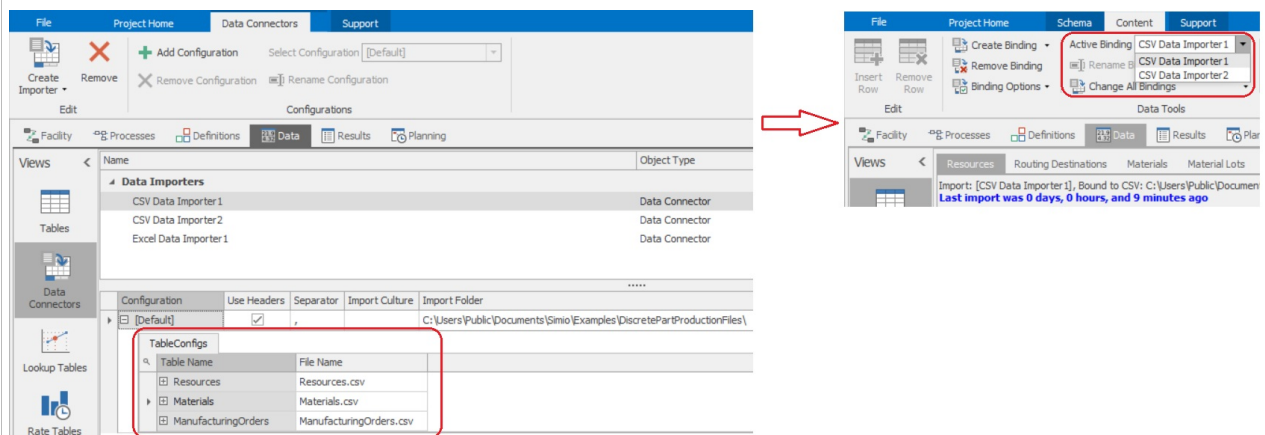 File Project Home Data Connectors Support
Create Importer Remove
Add Configuration Select Configuration [Default]
Remove Configuration Rename Configuration
Edit Configurations
Facility Processes Definitions Data Results Planning
Views
Tables
Data Connectors
Lookup Tables
Rate Tables
Name Object Type
Data Importers
CSV Data Importer1 Data Connector
CSV Data Importer2 Data Connector
Excel Data Importer1 Data Connector
Configuration Use Headers Separator Import Culture Import Folder
[Default] , C:\Users\Public\Documents\Simio\Examples\DiscretePartProductionFiles\
TableConfigs
Table Name File Name
Resources Resources.csv
Materials Materials.csv
ManufacturingOrders ManufacturingOrders.csv
File Project Home Schema Content Support
Insert Row Remove Row
Create Binding Active Binding CSV Data Importer1
Remove Binding Rename B CSV Data Importer1
CSV Data Importer2
Binding Options Change All Bindings
Edit Data Tools
Facility Processes Definitions Data Results Plan
Views Resources Routing Destinations Materials Material Lots
Import: [CSV Data Importer1], Bound to CSV: C:\Users\Public\Documen
Last import was 0 days, 0 hours, and 9 minutes ago